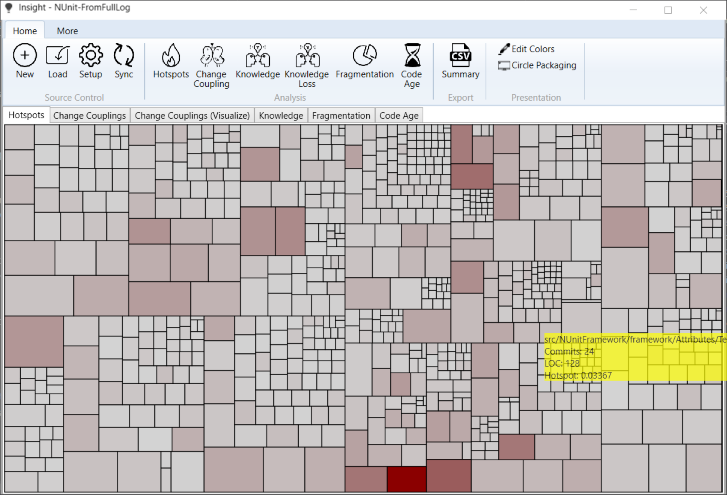 Insight - NUnit-FromFullLog
Home More
New Load Setup Sync Hotspots Change Coupling Knowledge Knowledge Loss Fragmentation Code Age CSV Summary Edit Colors
Circle Packaging
Source Control Analysis Export Presentation
Hotspots Change Couplings Change Couplings (Visualize) Knowledge Fragmentation Code Age
src/NUnitFramework/framework/Attributes/Te
Commits: 24
LOC: 128
Hotspot: 0.03367